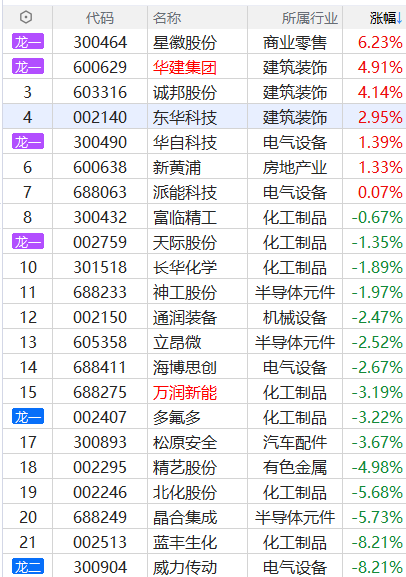 代码 名称 所属行业 涨幅↓
龙一 300464 星徽股份 商业零售 6.23%
龙一 600629 华建集团 建筑装饰 4.91%
3 603316 诚邦股份 建筑装饰 4.14%
4 002140 东华科技 建筑装饰 2.95%
龙一 300490 华自科技 电气设备 1.39%
6 600638 新黄浦 房地产业 1.33%
7 688063 派能科技 电气设备 0.07%
8 300432 富临精工 化工制品 -0.67%
龙一 002759 天际股份 化工制品 -1.35%
10 301518 长华化学 化工制品 -1.89%
11 688233 神工股份 半导体元件 -1.97%
12 002150 通润装备 机械设备 -2.47%
13 605358 立昂微 半导体元件 -2.52%
14 688411 海博思创 电气设备 -2.67%
15 688275 万润新能 化工制品 -3.19%
龙一 002407 多氟多 化工制品 -3.22%
17 300893 松原安全 汽车配件 -3.67%
18 002295 精艺股份 有色金属 -4.98%
19 002246 北化股份 化工制品 -5.68%
20 688249 晶合集成 半导体元件 -5.73%
21 002513 蓝丰生化 化工制品 -8.21%
龙一 300904 威力传动 电气设备 -8.21%